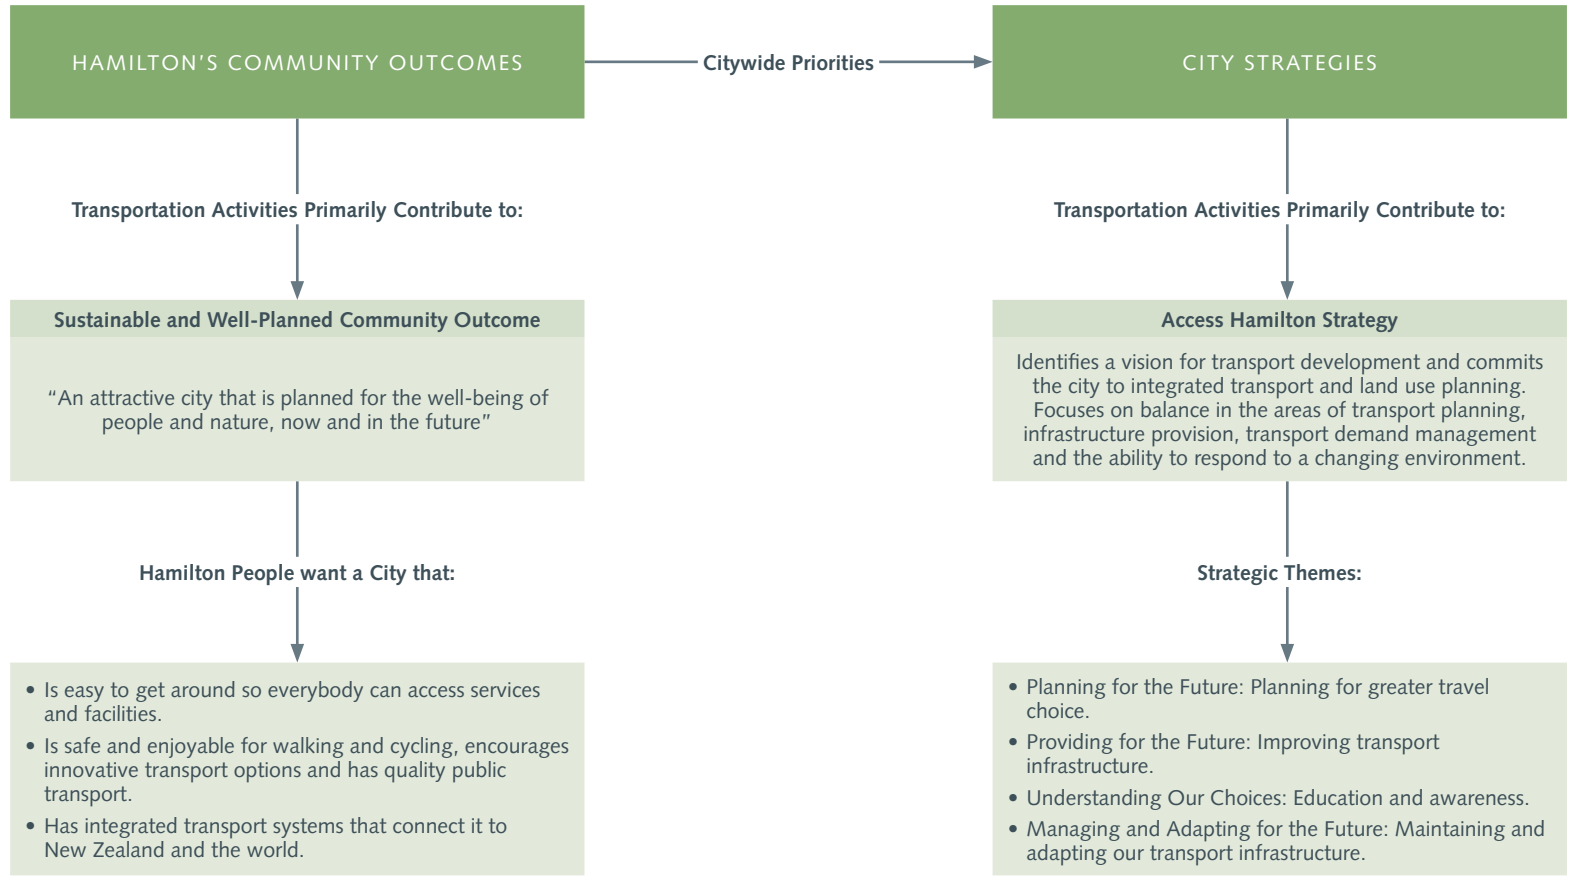 HAMILTON'S COMMUNITY OUTCOMES
Citywide Priorities
CITY STRATEGIES
Transportation Activities Primarily Contribute to:
Sustainable and Well-Planned Community Outcome
“An attractive city that is planned for the well-being of
people and nature, now and in the future”
Hamilton People want a City that:
• Is easy to get around so everybody can access services
and facilities.
• Is safe and enjoyable for walking and cycling, encourages
innovative transport options and has quality public
transport.
• Has integrated transport systems that connect it to
New Zealand and the world.
Transportation Activities Primarily Contribute to:
Access Hamilton Strategy
Identifies a vision for transport development and commits
the city to integrated transport and land use planning.
Focuses on balance in the areas of transport planning,
infrastructure provision, transport demand management
and the ability to respond to a changing environment.
Strategic Themes:
• Planning for the Future: Planning for greater travel
choice.
• Providing for the Future: Improving transport
infrastructure.
• Understanding Our Choices: Education and awareness.
• Managing and Adapting for the Future: Maintaining and
adapting our transport infrastructure.